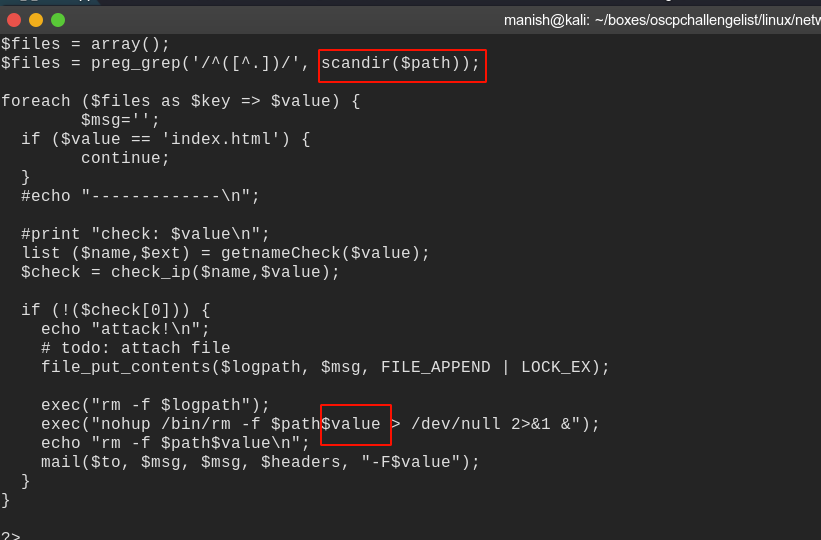 manish@kali: ~/boxes/oscpchallengelist/linux/netw
$files = array();
$files = preg_grep('/^([^.])/', scandir($path));
foreach ($files as $key => $value) {
        $msg='';
  if ($value == 'index.html') {
        continue;
  }
  #echo "-------------\n";
  #print "check: $value\n";
  list ($name,$ext) = getnameCheck($value);
  $check = check_ip($name,$value);
  if (!($check[0])) {
    echo "attack!\n";
    # todo: attach file
    file_put_contents($logpath, $msg, FILE_APPEND | LOCK_EX);
    exec("rm -f $logpath");
    exec("nohup /bin/rm -f $path$value > /dev/null 2>&1 &");
    echo "rm -f $path$value\n";
    mail($to, $msg, $msg, $headers, "-F$value");
  }
}
?>